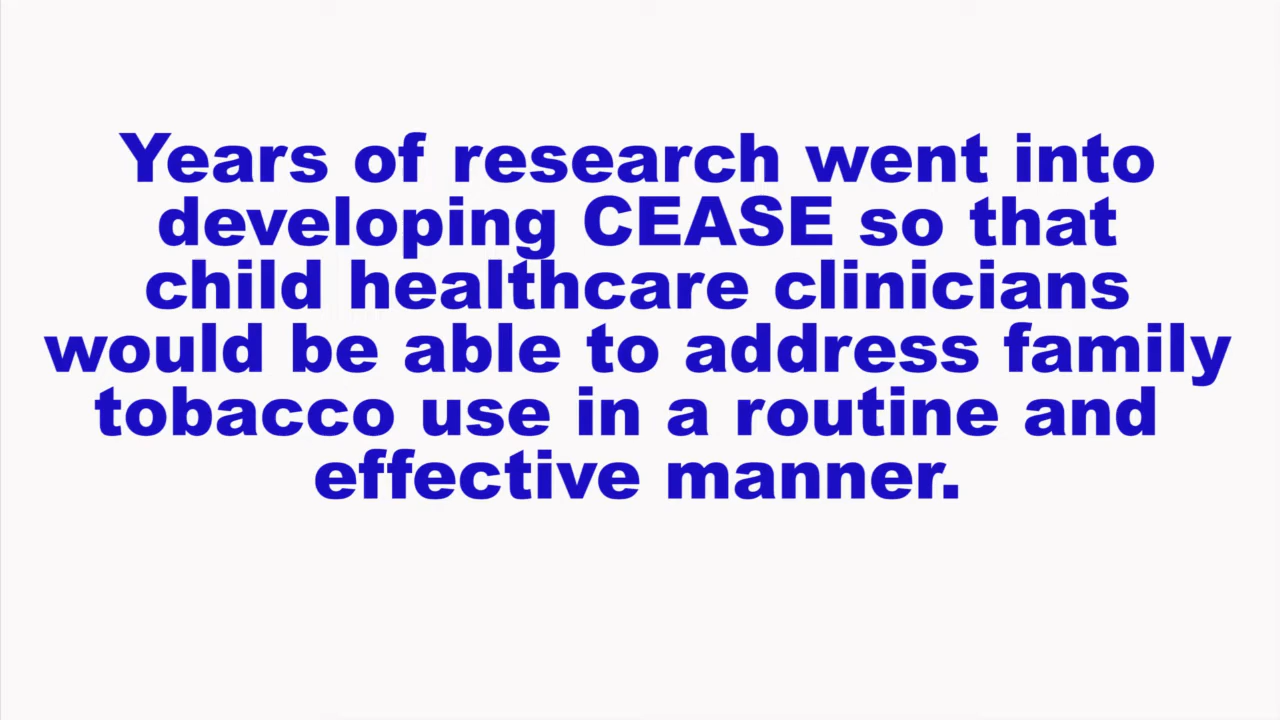 Years of research went into
developing CEASE so that
child healthcare clinicians
would be able to address family
tobacco use in a routine and
effective manner.